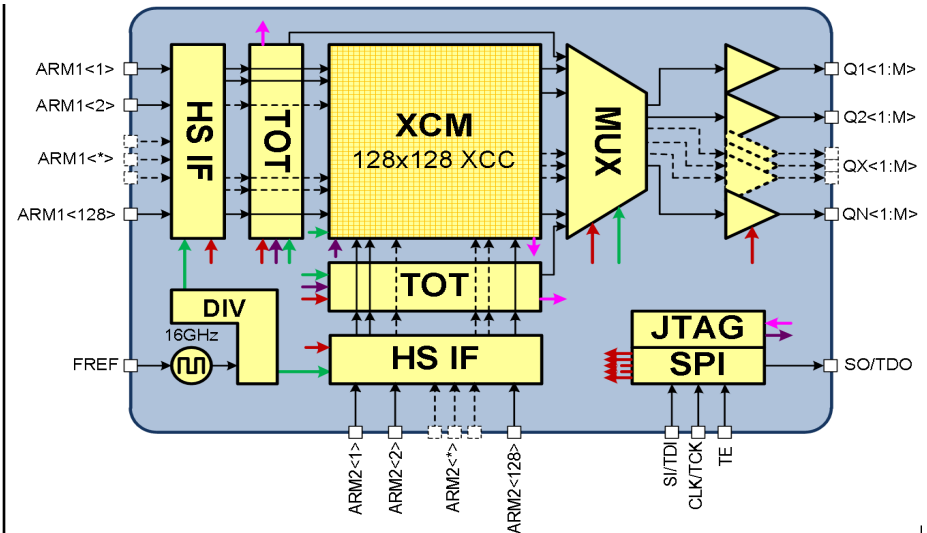 ARM1<1>
ARM1<2>
ARM1<*>
ARM1<128>
HS IF
TOT
XCM
128x128 XCC
MUX
Q1<1:M>
Q2<1:M>
QX<1:M>
QN<1:M>
TOT
DIV
16GHz
FREF
HS IF
JTAG
SPI
SO/TDO
ARM2<1>
ARM2<2>
ARM2<*>
ARM2<128>
SI/TDI
CLK/TCK
TE